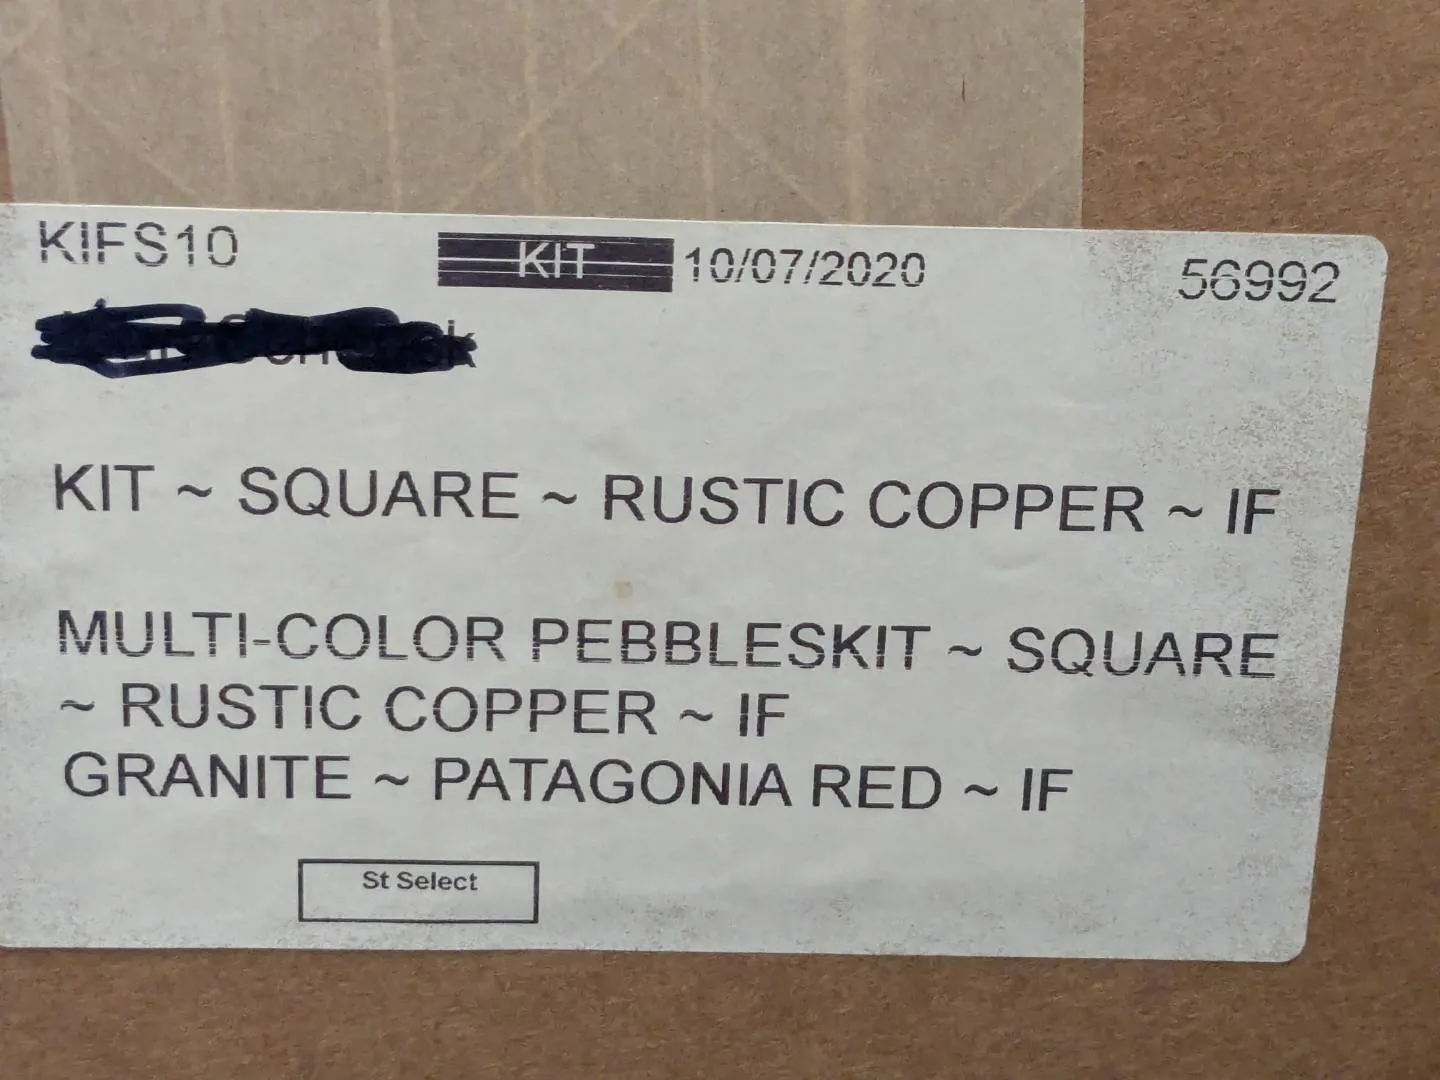 KIFS10 KIT 10/07/2020 56992
KIT ~ SQUARE ~ RUSTIC COPPER ~ IF
MULTI-COLOR PEBBLESKIT ~ SQUARE
~ RUSTIC COPPER ~ IF
GRANITE ~ PATAGONIA RED ~ IF
St Select